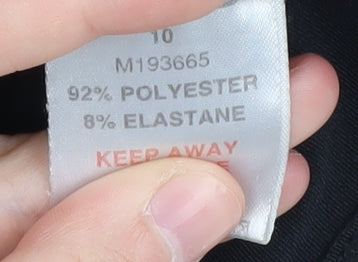 10
M193665
92% POLYESTER
8% ELASTANE
KEEP AWAY